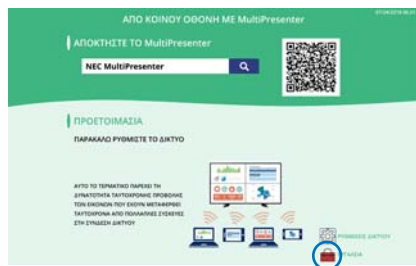 ΑΠΟ ΚΟΙΝΟΥ ΟΘΟΝΗ ΜΕ MultiPresenter
ΑΠΟΚΤΗΣΤΕ ΤΟ MultiPresenter
NEC MultiPresenter
ΠΡΟΕΤΟΙΜΑΣΙΑ
ΠΑΡΑΚΑΛΩ ΡΥΘΜΙΣΤΕ ΤΟ ΔΙΚΤΥΟ
ΑΥΤΟ ΤΟ ΤΕΡΜΑΤΙΚΟ ΠΑΡΕΧΕΙ ΤΗ
ΔΥΝΑΤΟΤΗΤΑ ΤΑΥΤΟΧΡΟΝΗΣ ΠΡΟΒΟΛΗΣ
ΤΩΝ ΕΙΚΟΝΩΝ ΠΟΥ ΕΧΟΥΝ ΜΕΤΑΦΕΡΘΕΙ
ΤΑΥΤΟΧΡΟΝΑ ΑΠΟ ΠΟΛΛΑΠΛΕΣ ΣΥΣΚΕΥΕΣ
ΣΤΗ ΣΥΝΔΕΣΗ ΔΙΚΤΥΟΥ
ΡΥΘΜΙΣΕΙΣ ΔΙΚΤΥΟΥ